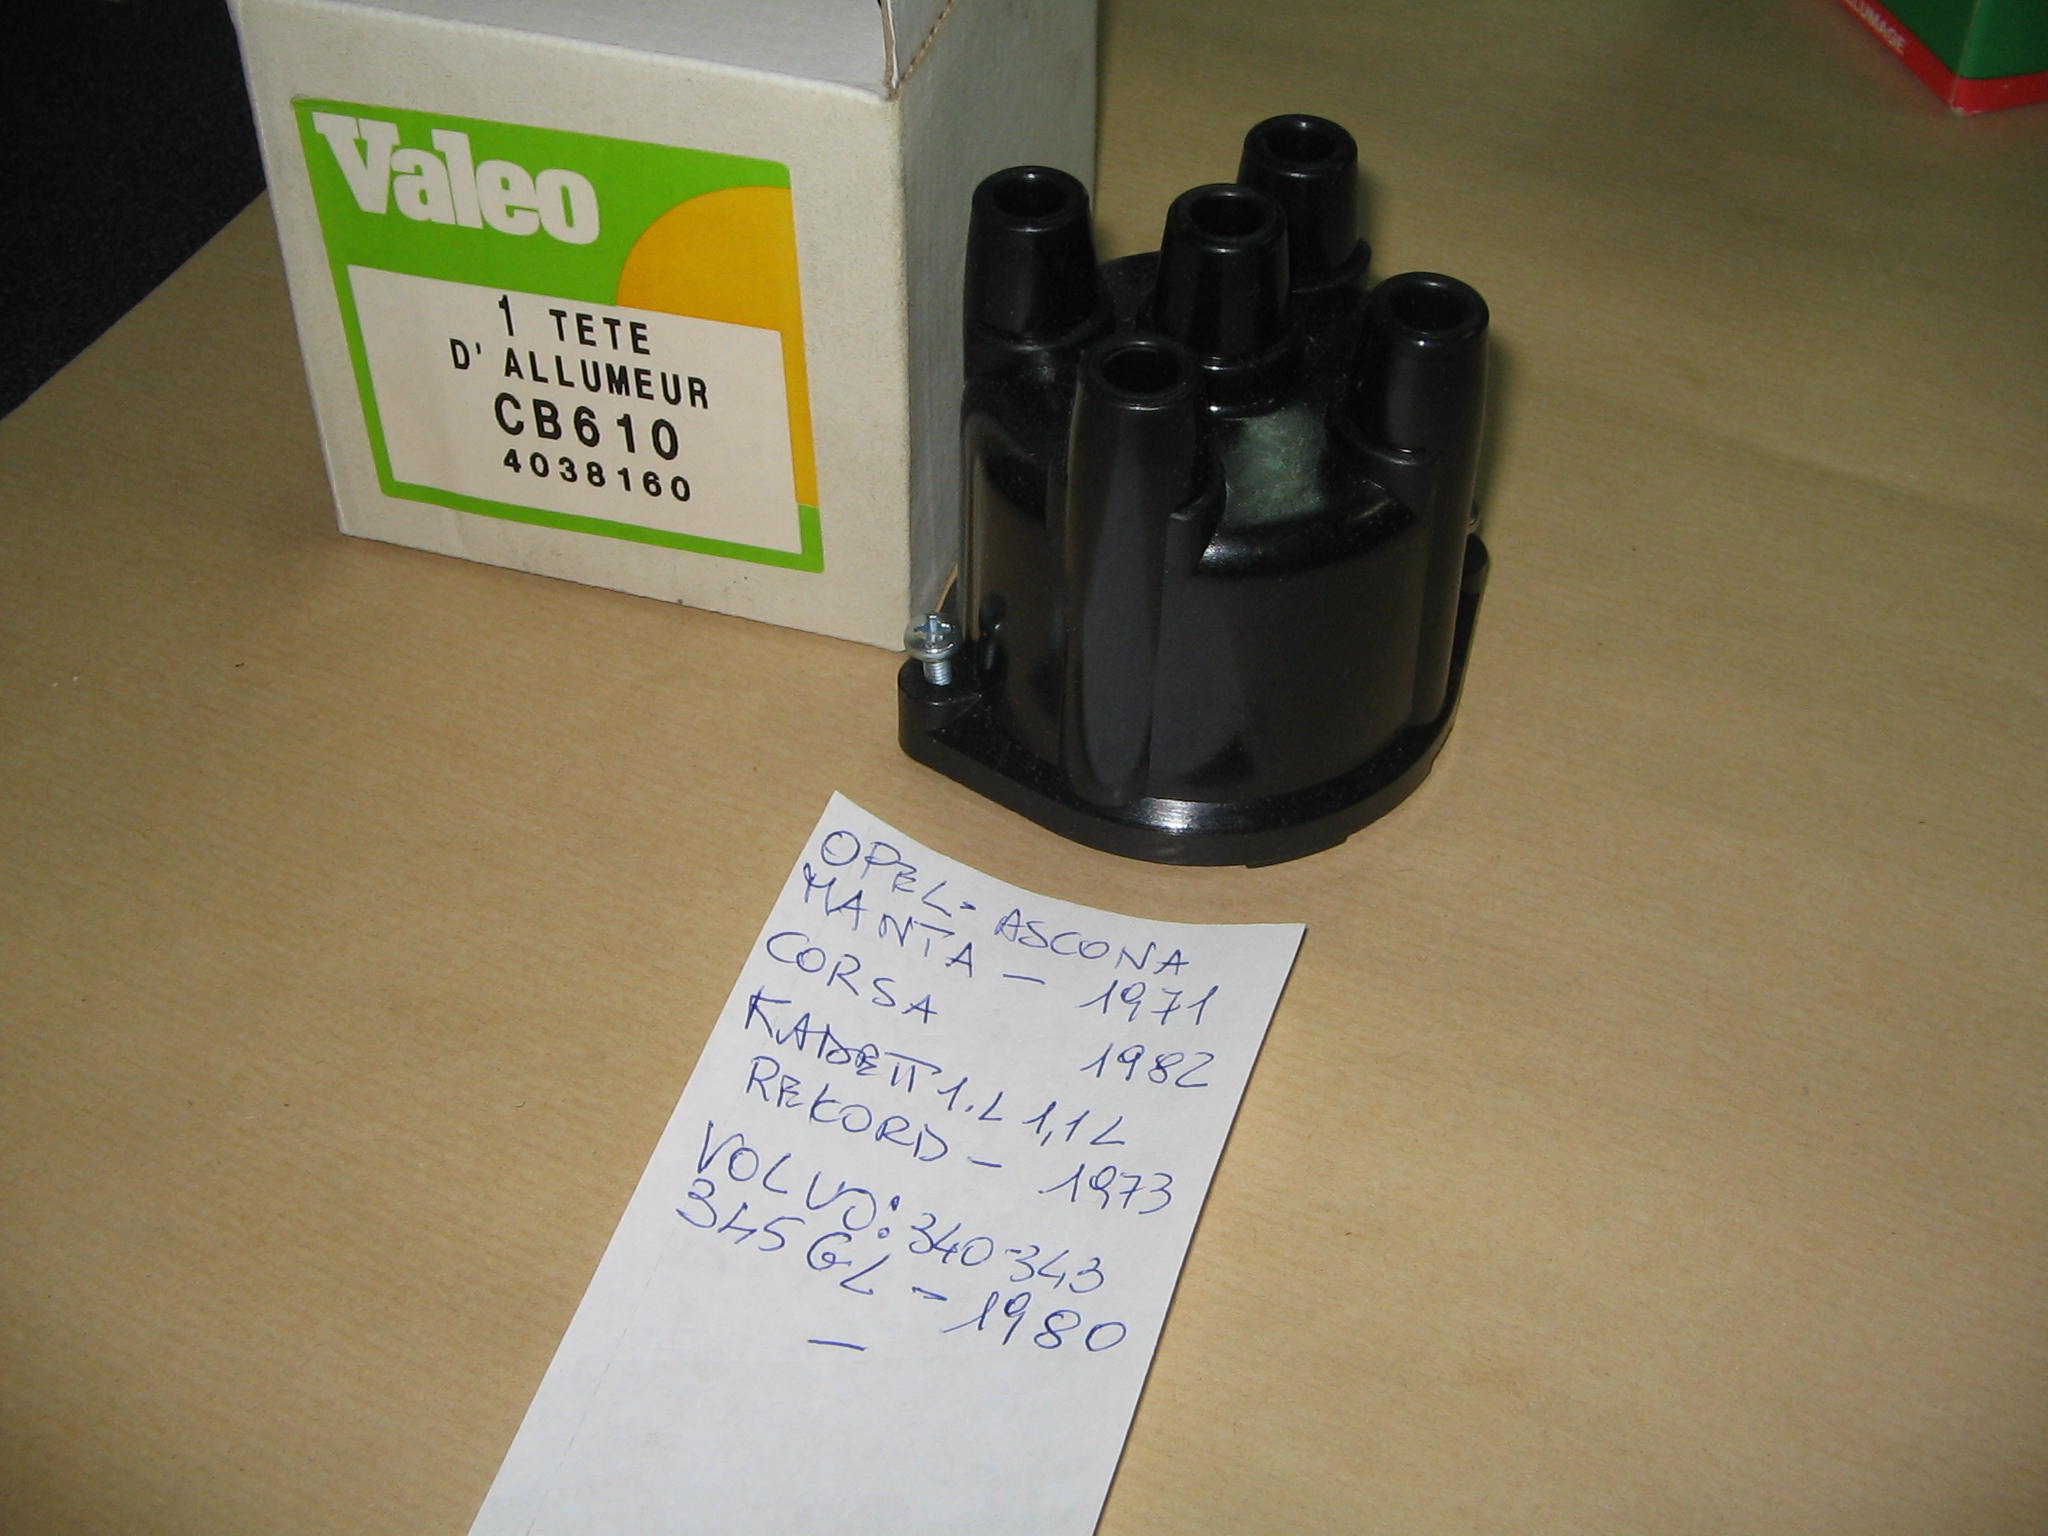 Valeo
1 TETE
D' ALLUMEUR
CB610
4038160
OPEL- ASCONA
MANTA - 1971
CORSA 1982
KADETT 1.L 1,1 L
REKORD - 1973
VOLVO: 340-343
345 GL - 1980
-